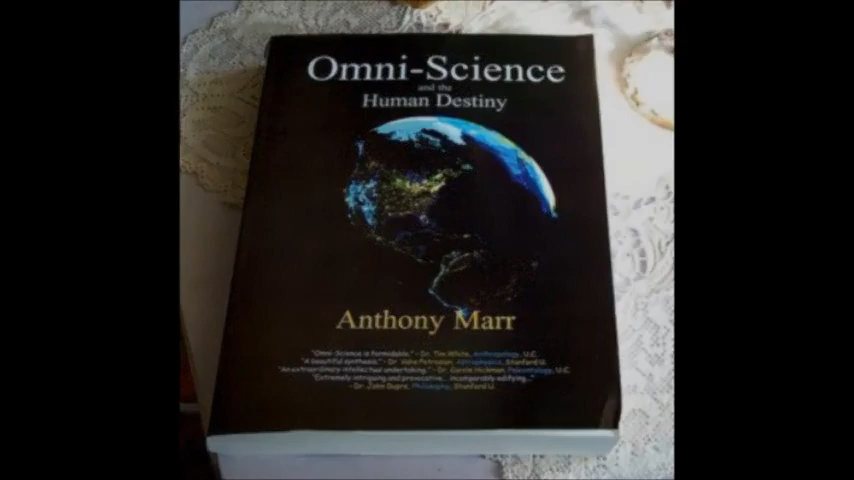 Omni-Science
and the
Human Destiny
Anthony Marr
"Omni-Science is formidable." - Dr. Tim White, Anthropology, U.C.
"A beautiful synthesis." - Dr. Vahe Petrosian, Astrophysics, Stanford U.
"An extraordinary intellectual undertaking." - Dr. Carole Hickman, Paleontology, U.C.
"Extremely intriguing and provocative... incomparably edifying..."
- Dr. John Dupre, Philosophy, Stanford U.